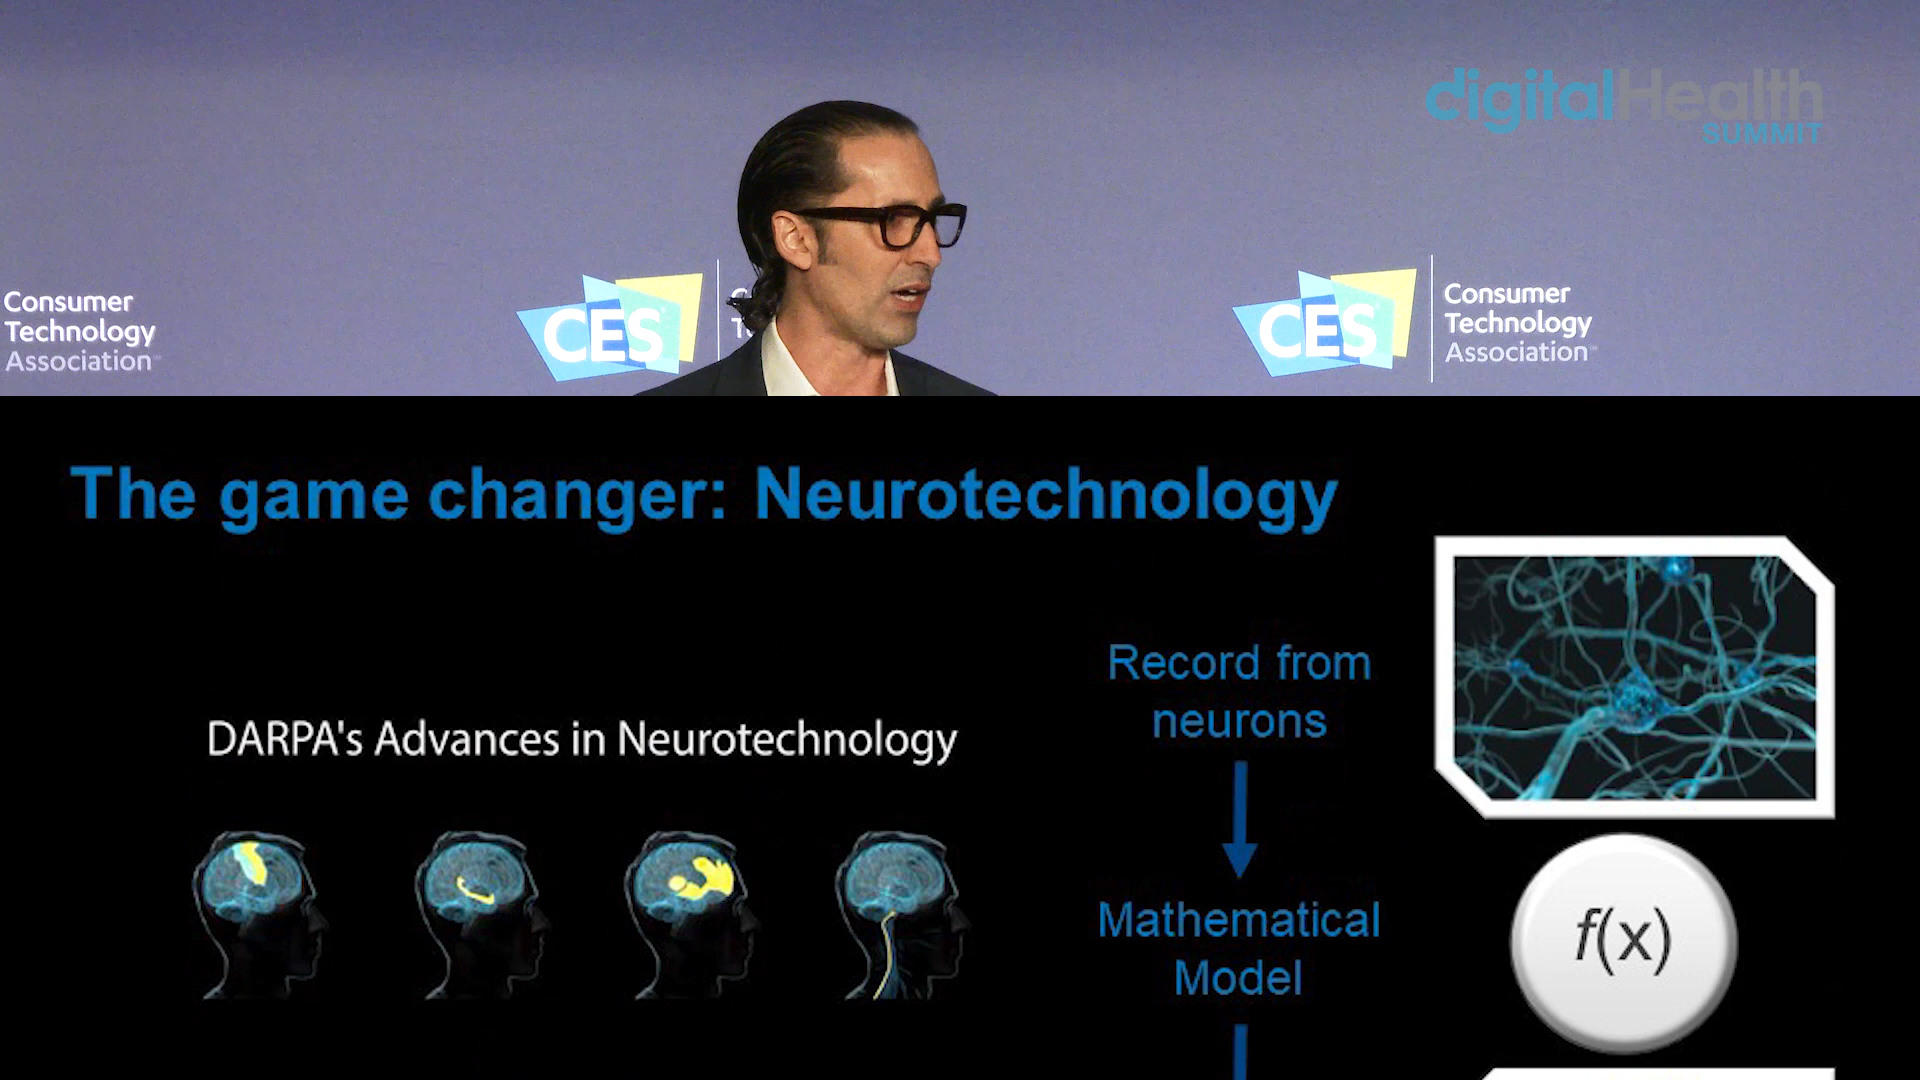 digitalHealth
SUMMIT
Consumer
Technology
Association
CES
CES
Consumer
Technology
Association
The game changer: Neurotechnology
Record from
neurons
DARPA's Advances in Neurotechnology
Mathematical
Model
f(x)